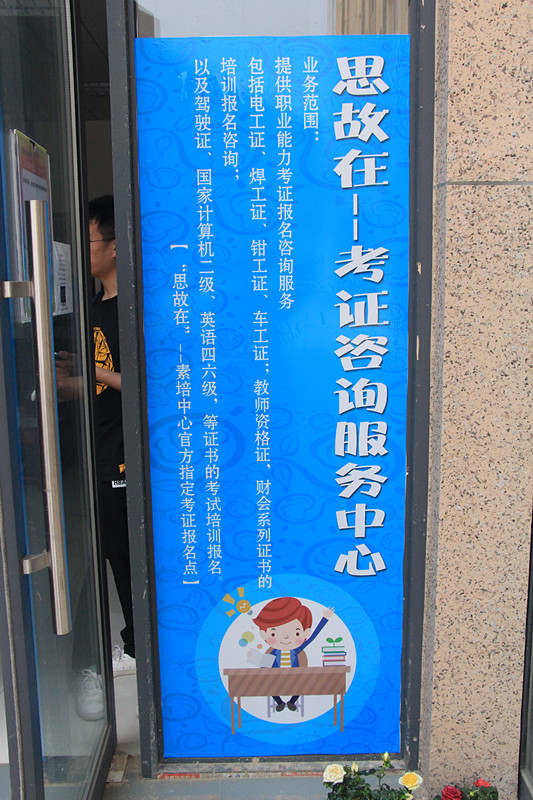 思故在--考证咨询服务中心
业务范围：
提供职业能力考证报名咨询服务
包括电工证、焊工证、钳工证、车工证；教师资格证，财会系列证书的
培训报名咨询；
以及驾驶证、国家计算机二级、英语四六级，等证书的考试培训报名
【“思故在”--素培中心官方指定考证报名点】